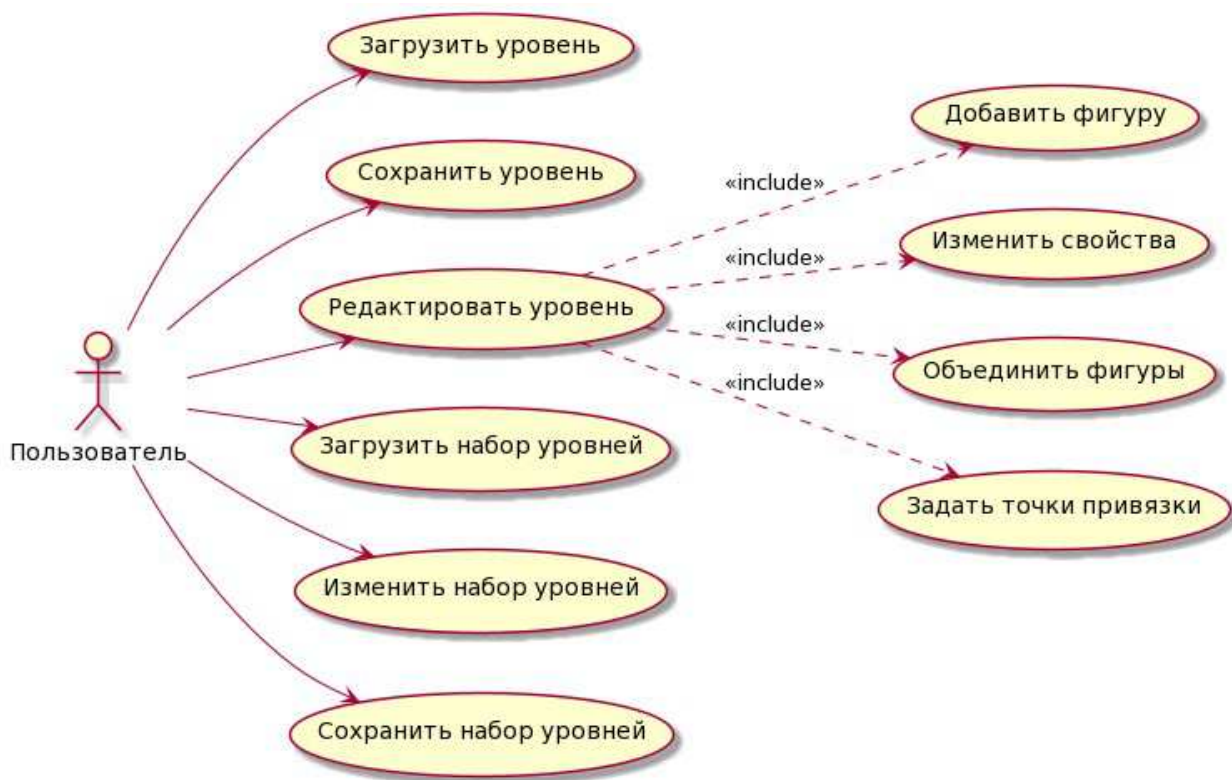 Загрузить уровень
Сохранить уровень
Редактировать уровень
Загрузить набор уровней
Изменить набор уровней
Сохранить набор уровней
Пользователь
«include»
«include»
«include»
«include»
Добавить фигуру
Изменить свойства
Объединить фигуры
Задать точки привязки